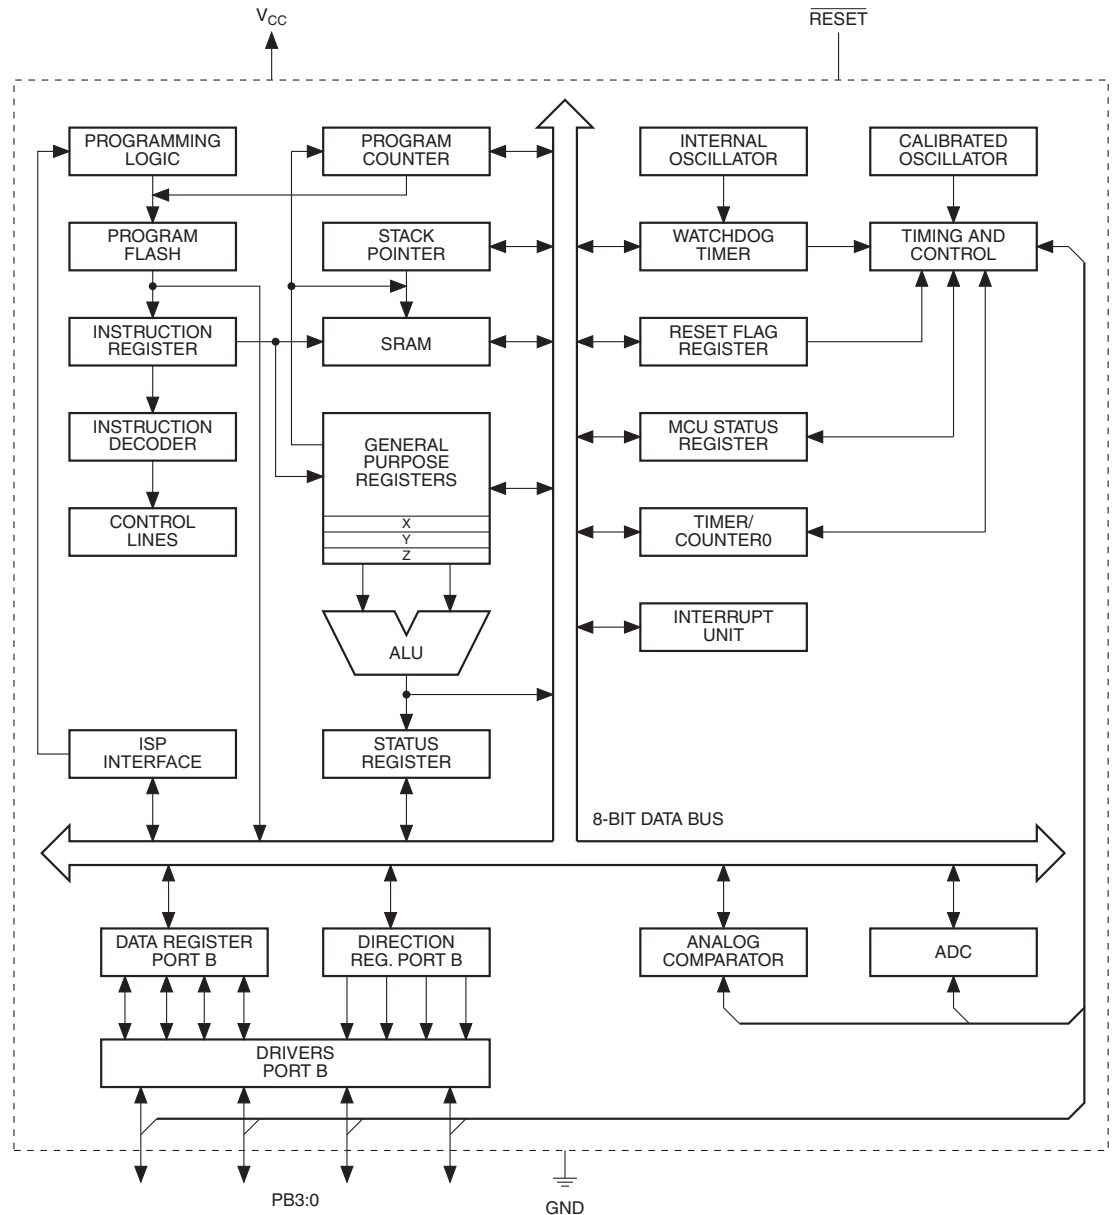 VCC
RESET
PROGRAMMING
LOGIC
PROGRAM
COUNTER
INTERNAL
OSCILLATOR
CALIBRATED
OSCILLATOR
PROGRAM
FLASH
STACK
POINTER
WATCHDOG
TIMER
TIMING AND
CONTROL
INSTRUCTION
REGISTER
SRAM
RESET FLAG
REGISTER
INSTRUCTION
DECODER
GENERAL
PURPOSE
REGISTERS
X
Y
Z
MCU STATUS
REGISTER
CONTROL
LINES
TIMER/
COUNTER0
ALU
INTERRUPT
UNIT
ISP
INTERFACE
STATUS
REGISTER
8-BIT DATA BUS
DATA REGISTER
PORT B
DIRECTION
REG. PORT B
ANALOG
COMPARATOR
ADC
DRIVERS
PORT B
PB3:0
GND